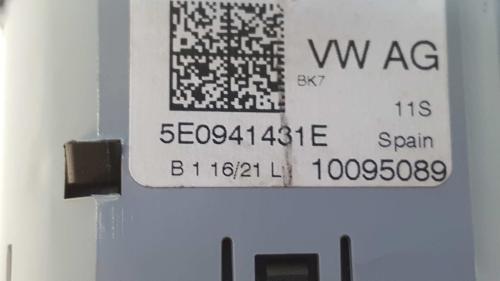 VW AG
BK7
11S
5E0941431E
Spain
B 1 16/21 L
10095089